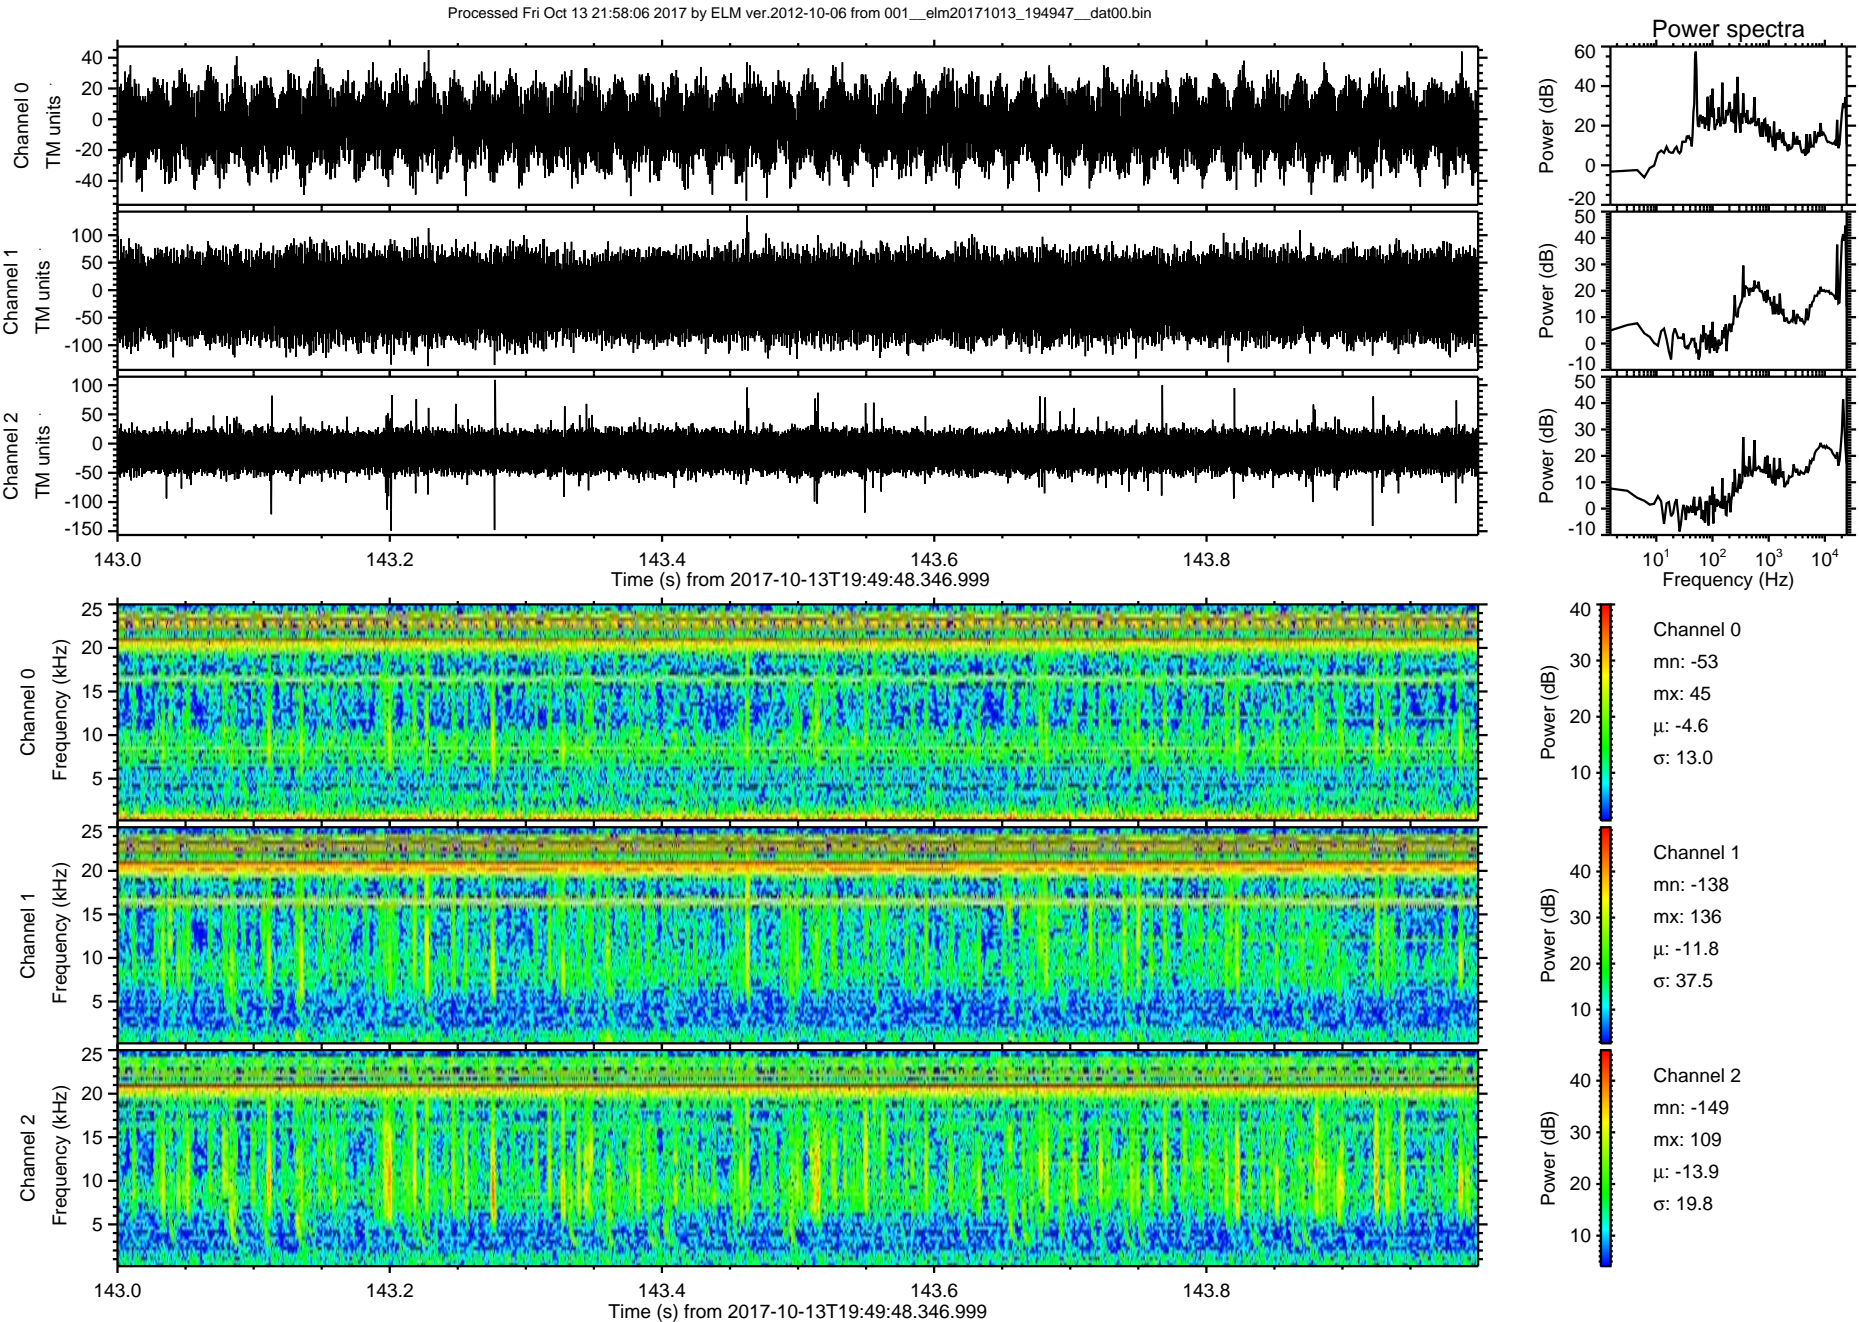 Processed Fri Oct 13 21:58:06 2017 by ELM ver.2012-10-06 from 001__elm20171013_194947__dat00.bin
Power spectra
Channel 0
TM units
40
20
0
-20
-40
Power (dB)
60
40
20
0
-20
Channel 1
TM units
100
50
0
-50
-100
Power (dB)
50
40
30
20
10
0
-10
Channel 2
TM units
100
50
0
-50
-100
-150
Power (dB)
50
40
30
20
10
0
-10
143.0 143.2 143.4 143.6 143.8
Time (s) from 2017-10-13T19:49:48.346.999
10^1 10^2 10^3 10^4
Frequency (Hz)
Channel 0
Frequency (kHz)
25
20
15
10
5
Power (dB)
40
30
20
10
Channel 0
mn: -53
mx: 45
μ: -4.6
σ: 13.0
Channel 1
Frequency (kHz)
25
20
15
10
5
Power (dB)
40
30
20
10
Channel 1
mn: -138
mx: 136
μ: -11.8
σ: 37.5
Channel 2
Frequency (kHz)
25
20
15
10
5
Power (dB)
40
30
20
10
Channel 2
mn: -149
mx: 109
μ: -13.9
σ: 19.8
143.0 143.2 143.4 143.6 143.8
Time (s) from 2017-10-13T19:49:48.346.999